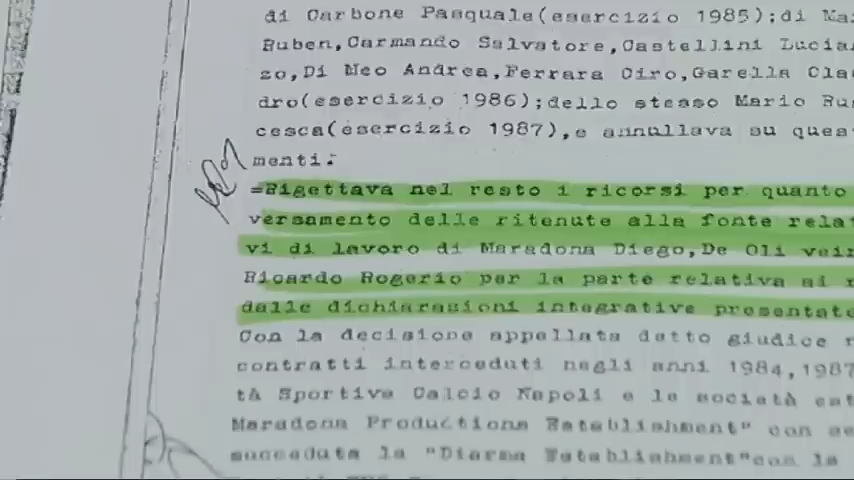 di Carbone Pasquale(esercizio 1985);di
Ruben,Carmando Salvatore,Castellini
zo,Di Meo Andrea,Ferrara Ciro,Garella
dro(esercizio 1986);dello stesso Mario
cesca(esercizio 1987),e annullava su
menti.
=Rigettava nel resto i ricorsi per quanto
versamento delle ritenute alla fonte
vi di lavoro di Maradona Diego,De Oli
Ricardo Rogerio per la parte relativa ai
dalle dichiarazioni integrative presentate
Con la decisione appellata detto giudice
contratti interceduti negli anni 1984,1987
tà Sportiva Calcio Napoli e le società
Maradona Productions Establishment" con
succeduta la "Diarma Establishment"con la